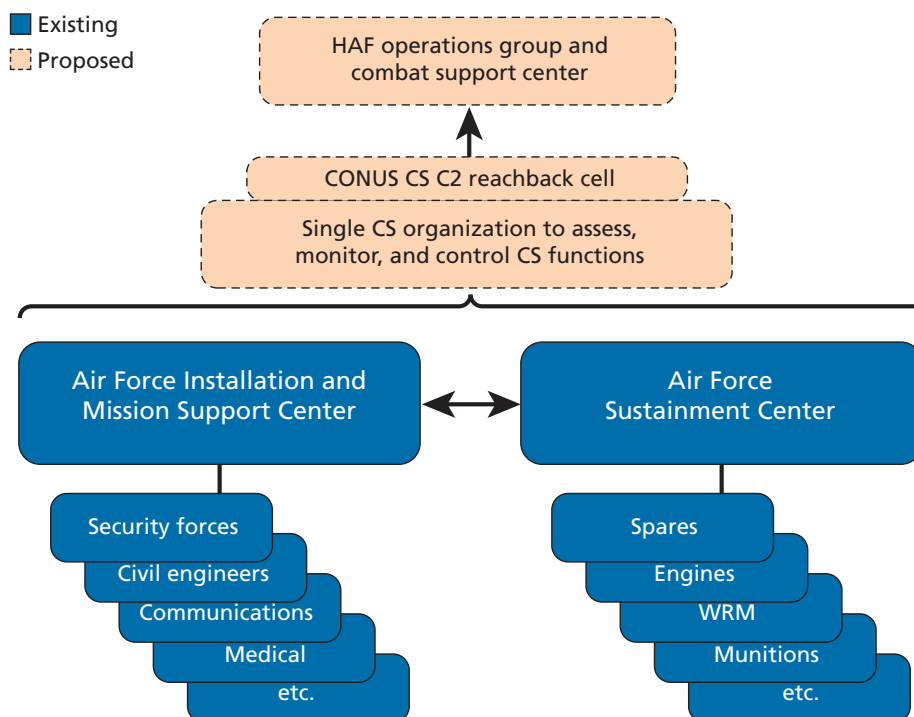 Existing
Proposed
HAF operations group and
combat support center
CONUS CS C2 reachback cell
Single CS organization to assess,
monitor, and control CS functions
Air Force Installation and
Mission Support Center
Air Force
Sustainment Center
Security forces
Civil engineers
Communications
Medical
etc.
Spares
Engines
WRM
Munitions
etc.